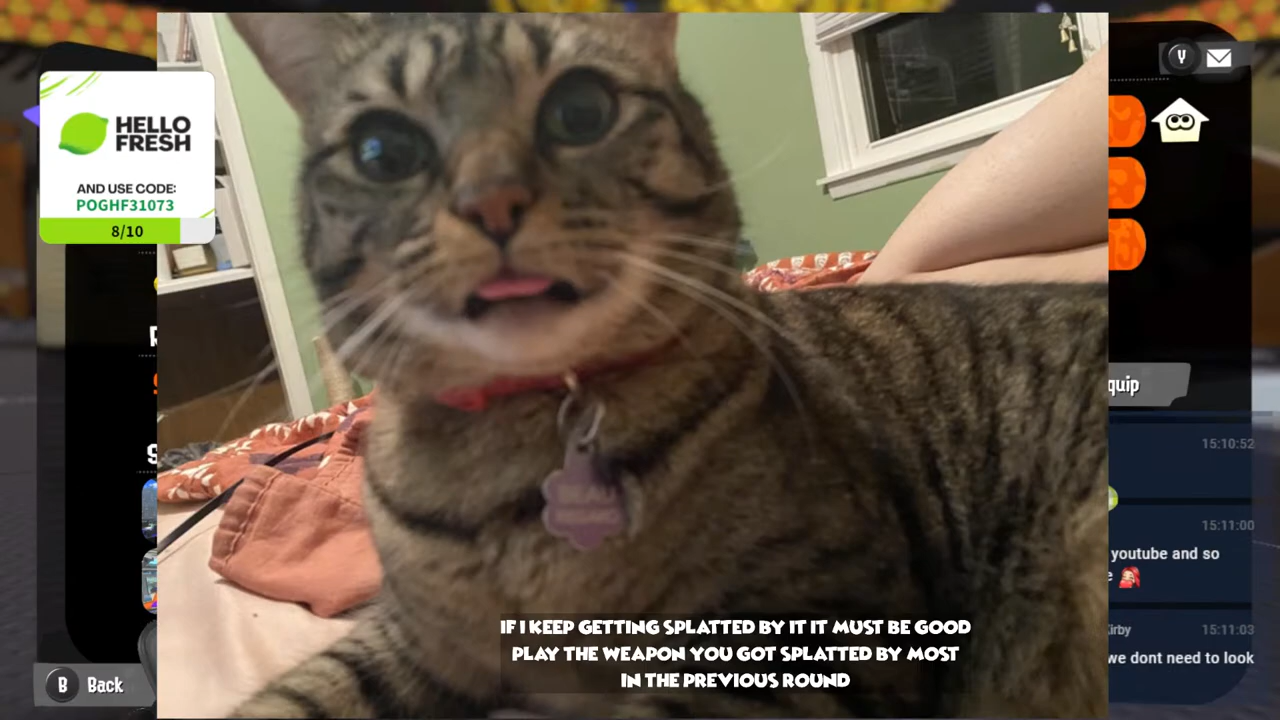 HELLO
FRESH
AND USE CODE:
POGHF31073
8/10
Y
quip
15:10:52
15:11:00
youtube and so
15:11:03
we dont need to look
IF I KEEP GETTING SPLATTED BY IT IT MUST BE GOOD
PLAY THE WEAPON YOU GOT SPLATTED BY MOST
IN THE PREVIOUS ROUND
B Back